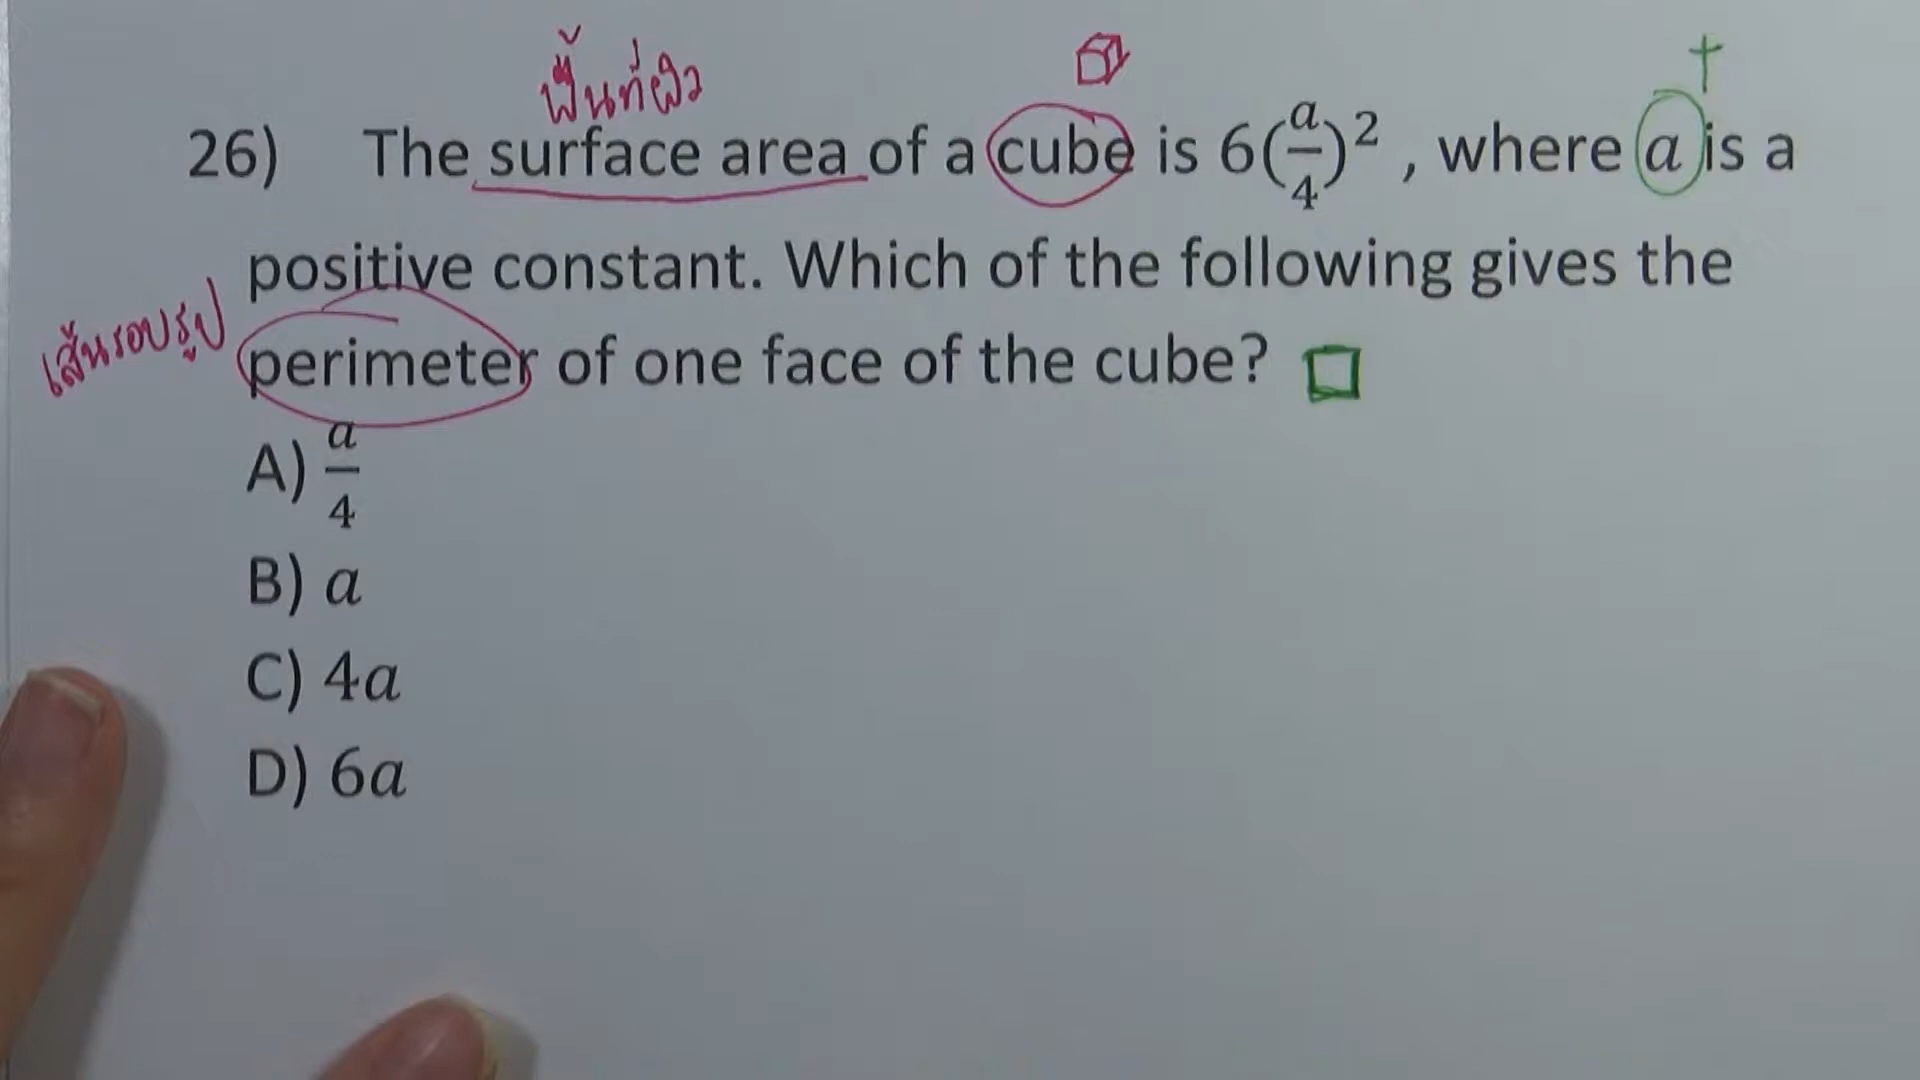 พื้นที่ผิว
+
26) The surface area of a cube is 6(a/4)², where a is a
positive constant. Which of the following gives the
เส้นรอบรูป
perimeter of one face of the cube?
A) a/4
B) a
C) 4a
D) 6a